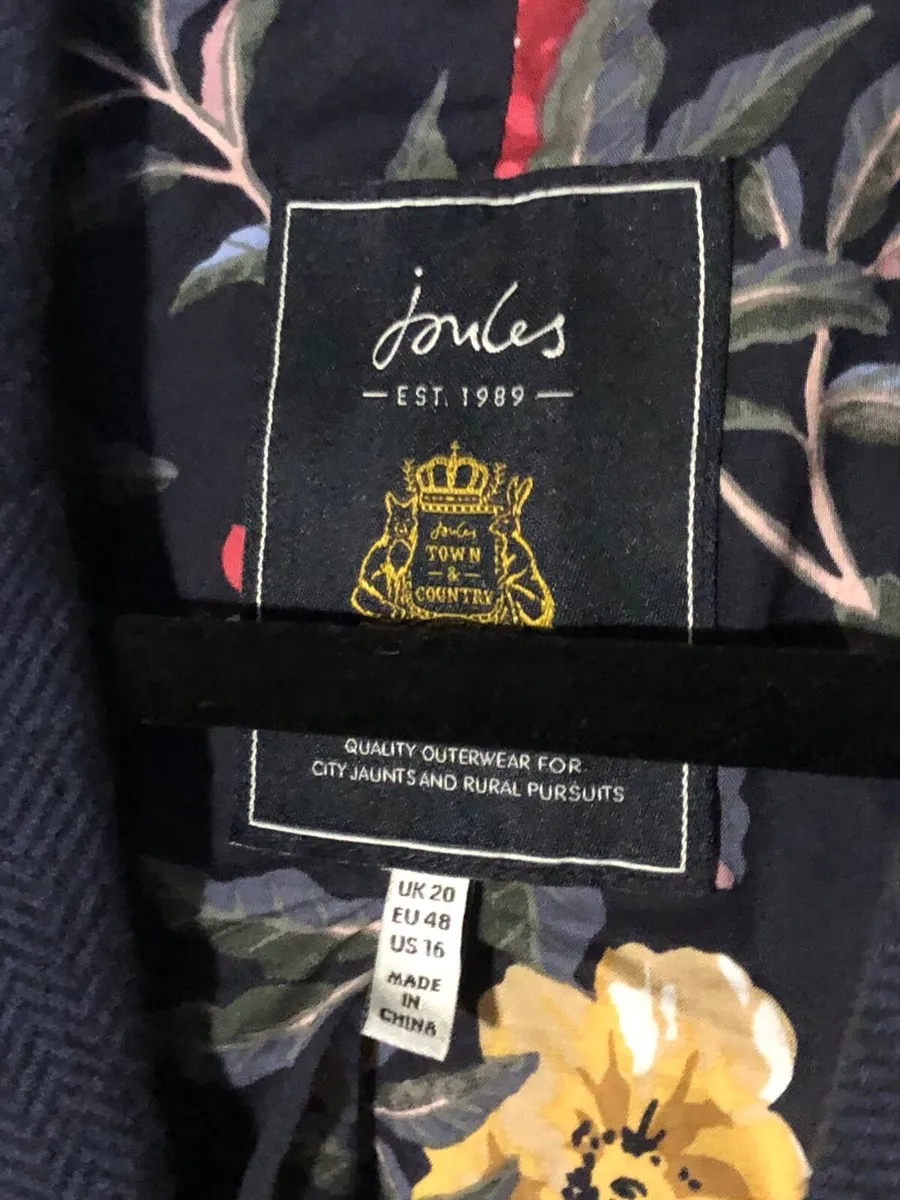 Joules
— EST. 1989 —
Joules
TOWN
— & —
COUNTRY
QUALITY OUTERWEAR FOR
CITY JAUNTS AND RURAL PURSUITS
UK 20
EU 48
US 16
MADE
IN
CHINA